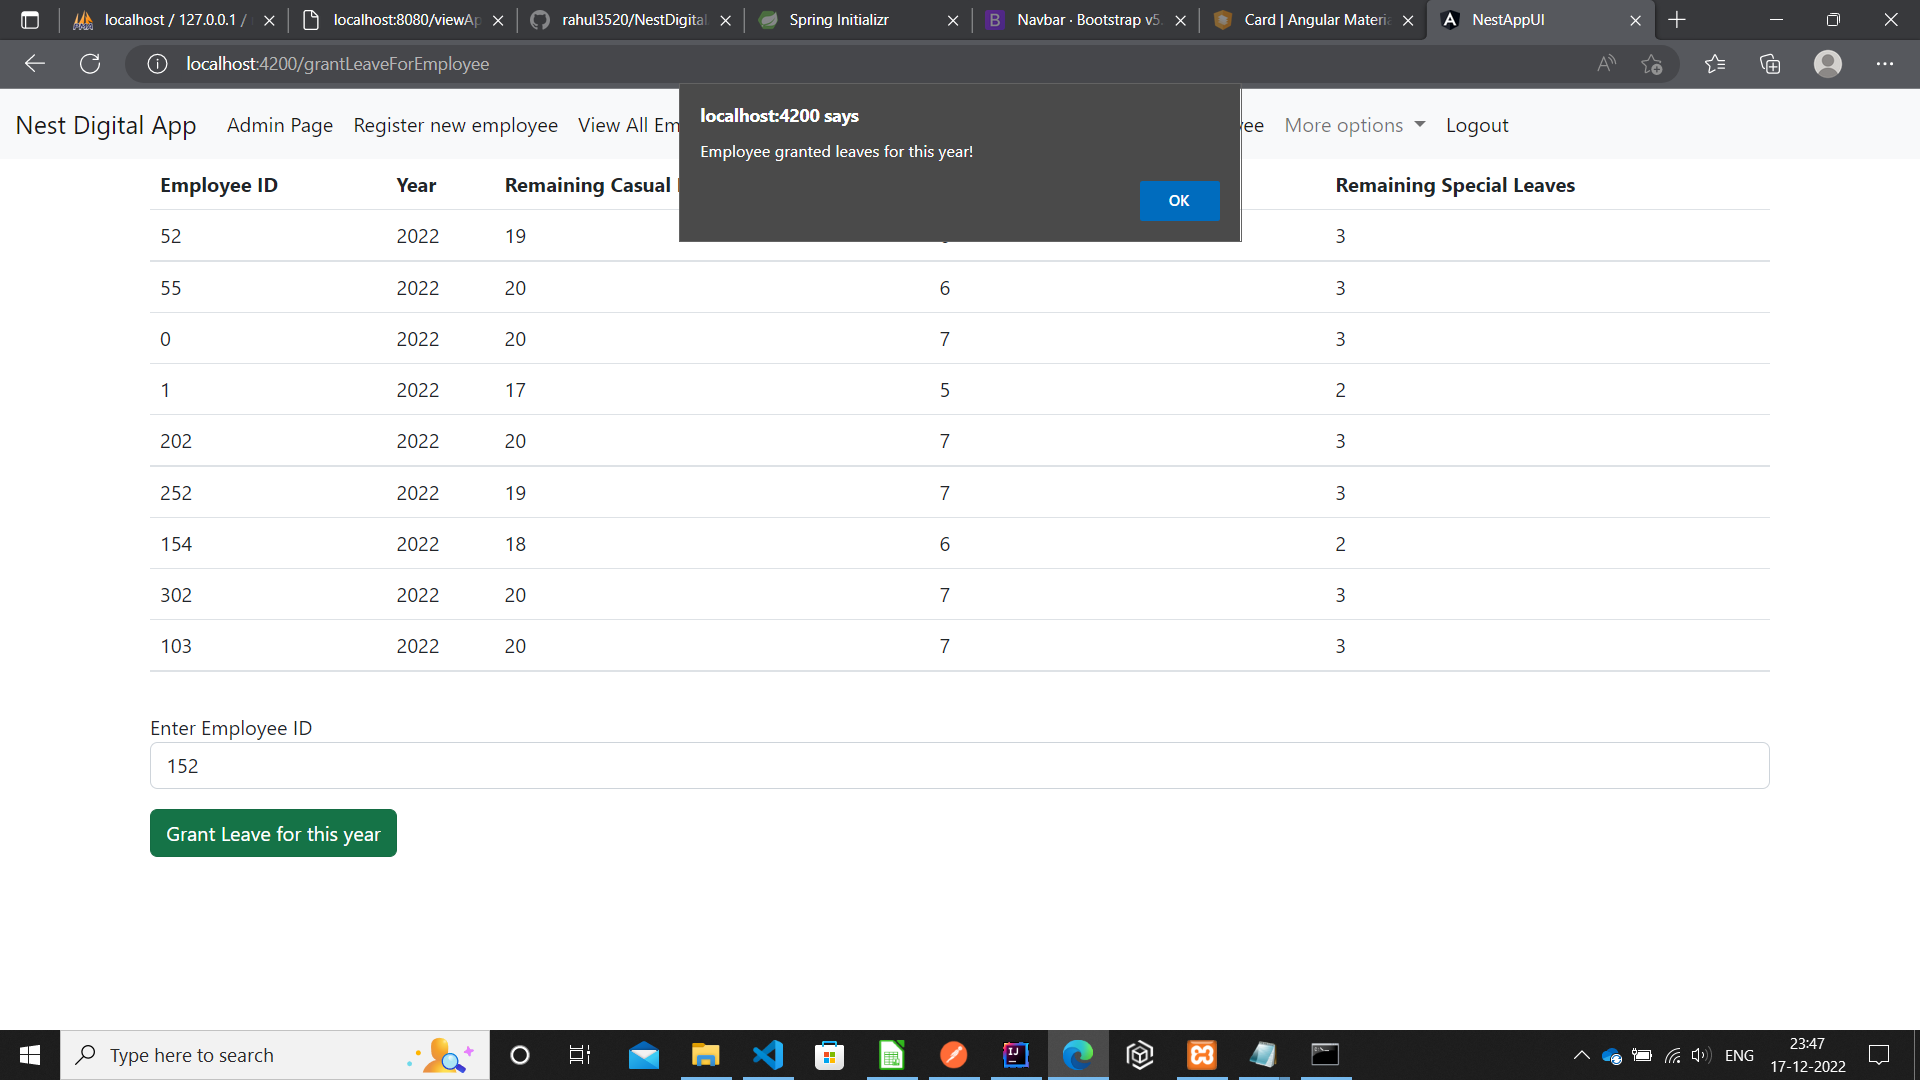 localhost / 127.0.0.1 /
localhost:8080/viewAp
rahul3520/NestDigital
Spring Initializr
Navbar · Bootstrap v5.
Card | Angular Materia
NestAppUI
localhost:4200/grantLeaveForEmployee
Nest Digital App Admin Page Register new employee View All Em More options Logout
localhost:4200 says
Employee granted leaves for this year!
OK
Employee ID Year Remaining Casual Remaining Special Leaves
52 2022 19 3
55 2022 20 6 3
0 2022 20 7 3
1 2022 17 5 2
202 2022 20 7 3
252 2022 19 7 3
154 2022 18 6 2
302 2022 20 7 3
103 2022 20 7 3
Enter Employee ID
152
Grant Leave for this year
Type here to search
ENG
23:47
17-12-2022